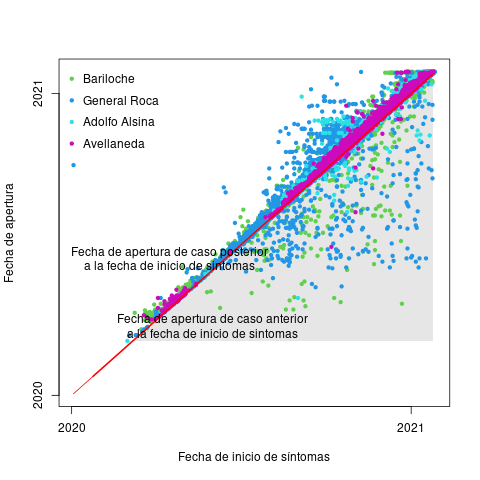 Bariloche
General Roca
Adolfo Alsina
Avellaneda
2021
Fecha de apertura
Fecha de apertura de caso posterior
a la fecha de inicio de síntomas
Fecha de apertura de caso anterior
a la fecha de inicio de sintomas
2020
2020
2021
Fecha de inicio de síntomas